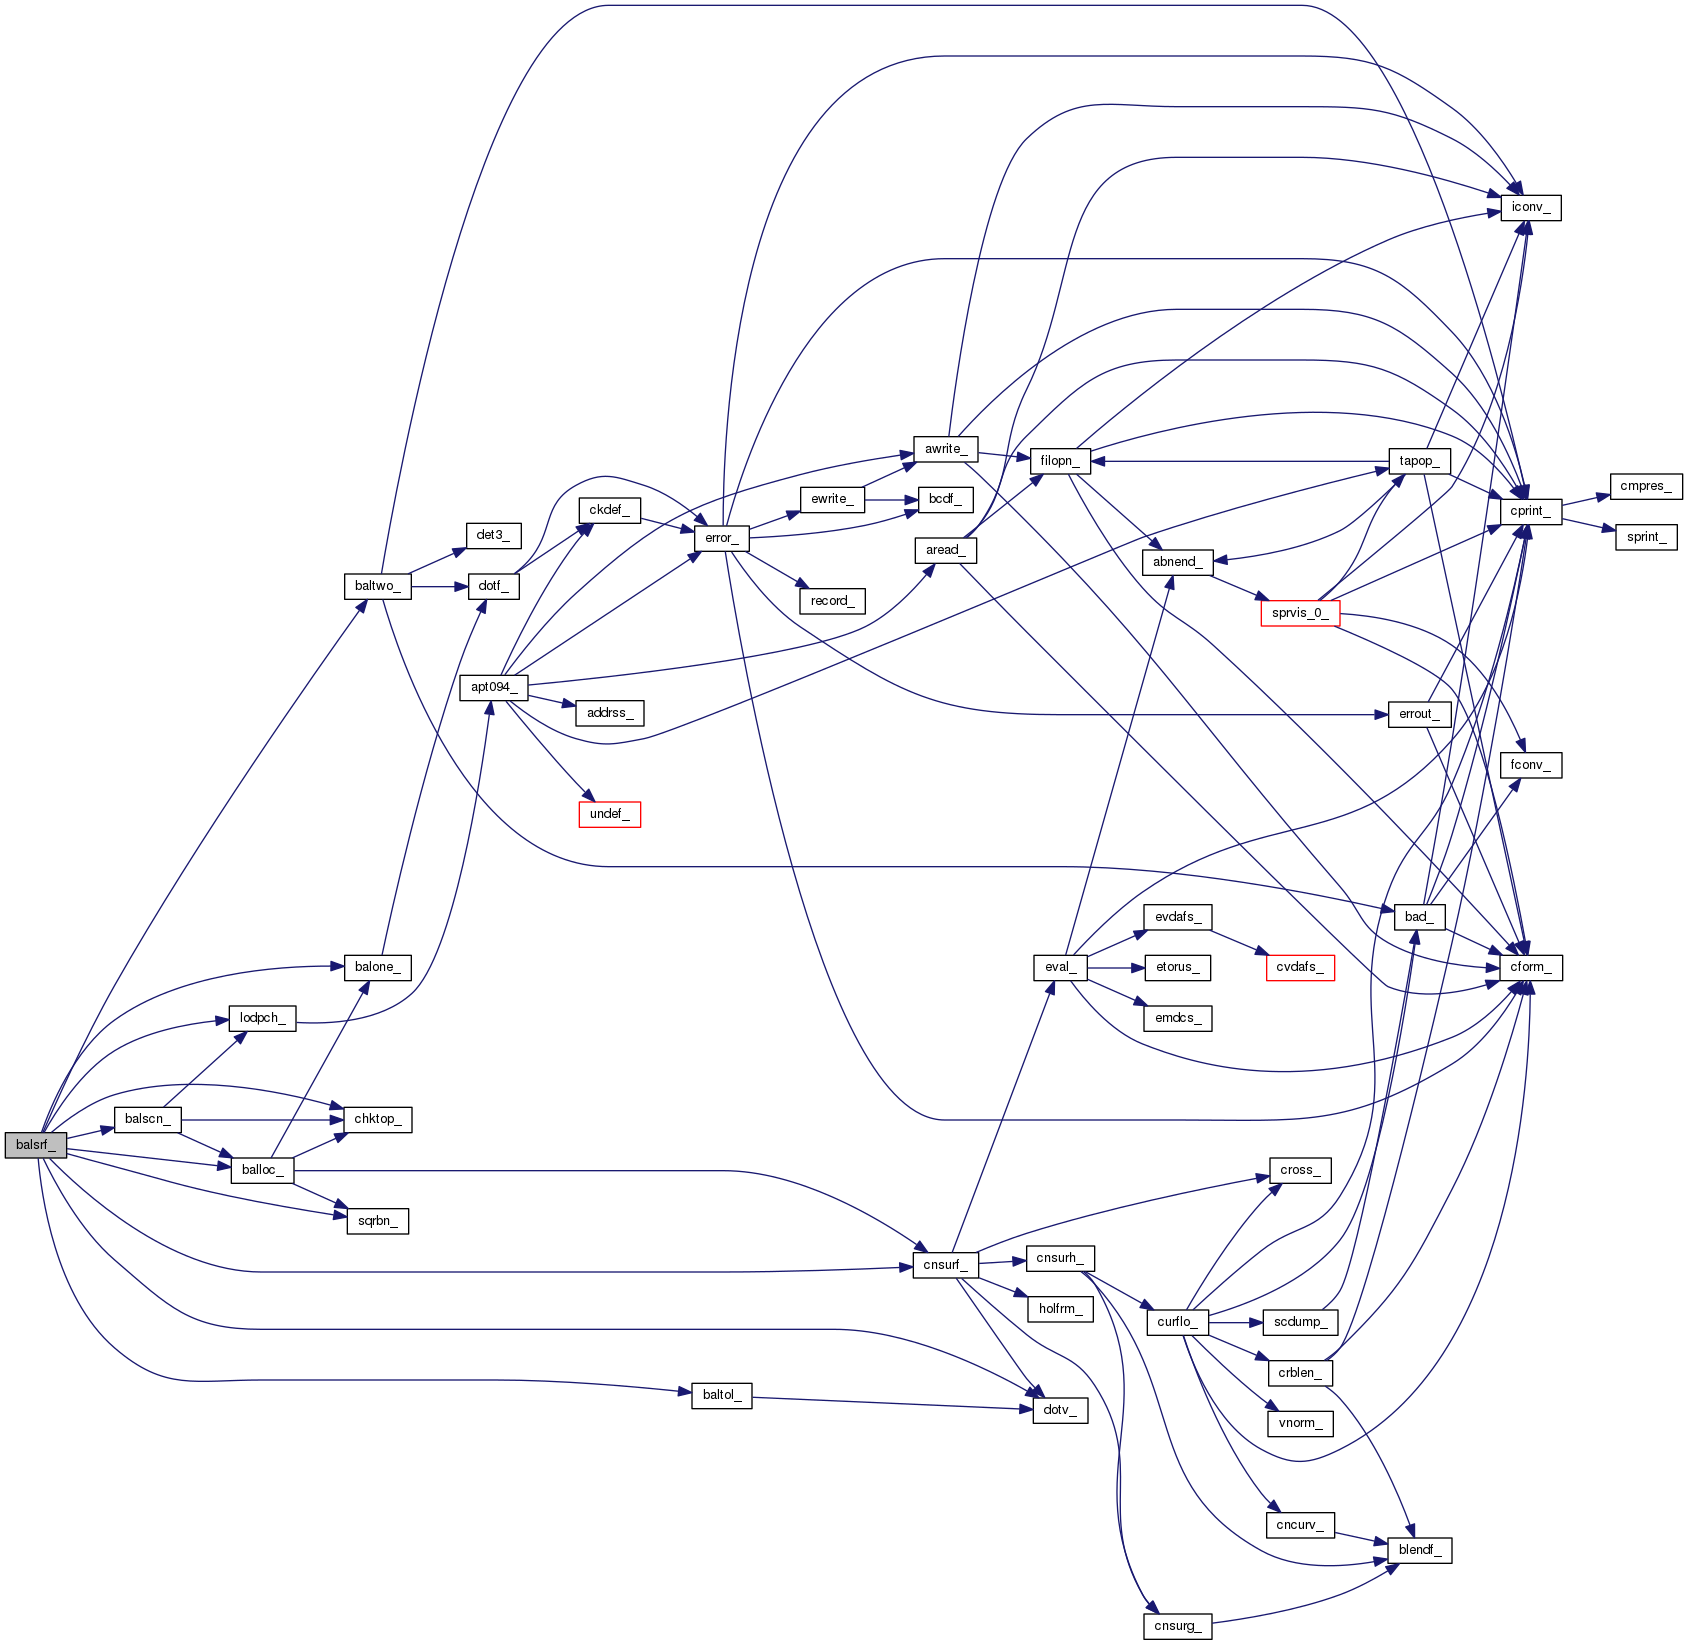 iconv_
awrite_
filopn_
tapop_
cmpres_
ewrite_
bcdf_
ckdef_
cprint_
det3_
error_
sprint_
aread_
abnend_
baltwo_
dotf_
record_
sprvis_0_
apt094_
addrss_
errout_
fconv_
undef_
evdafs_
bad_
balone_
eval_
etorus_
cvdafs_
cform_
lodpch_
emdcs_
balscn_
chktop_
balsrf_
balloc_
cross_
sqrbn_
cnsurf_
cnsurh_
holfrm_
curflo_
scdump_
crblen_
baltol_
dotv_
vnorm_
cncurv_
blendf_
cnsurg_